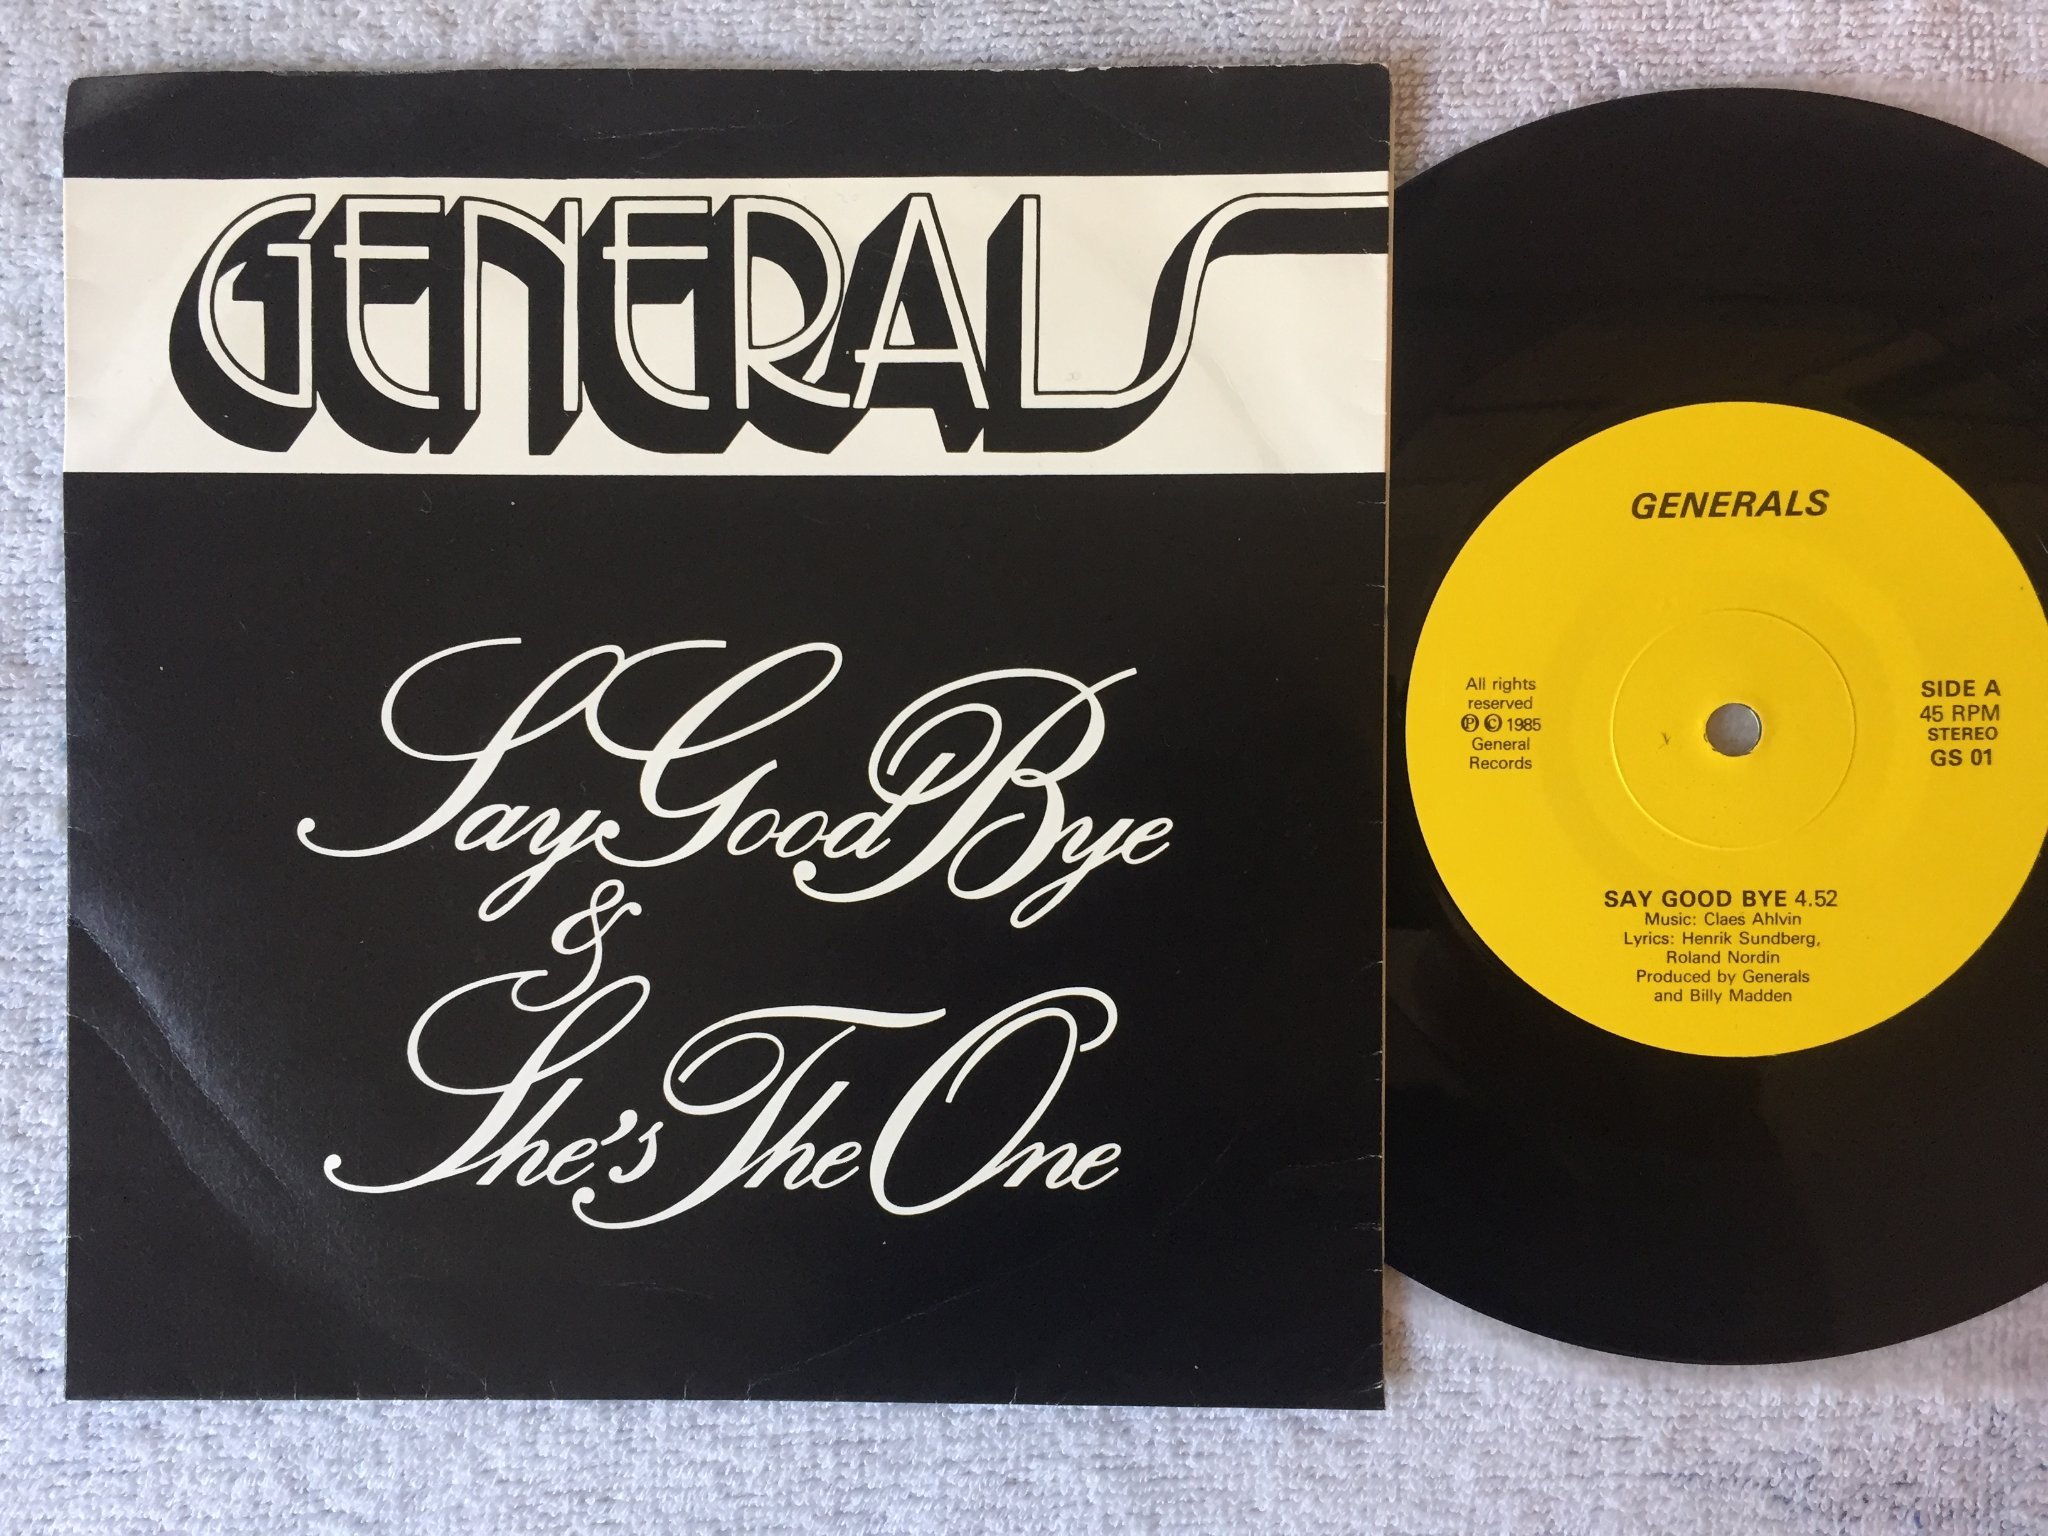 GENERALS
Say Good Bye
&
She's The One
GENERALS
All rights
reserved
Ⓟ © 1985
General
Records
SIDE A
45 RPM
STEREO
GS 01
SAY GOOD BYE 4.52
Music: Claes Ahlvin
Lyrics: Henrik Sundberg,
Roland Nordin
Produced by Generals
and Billy Madden